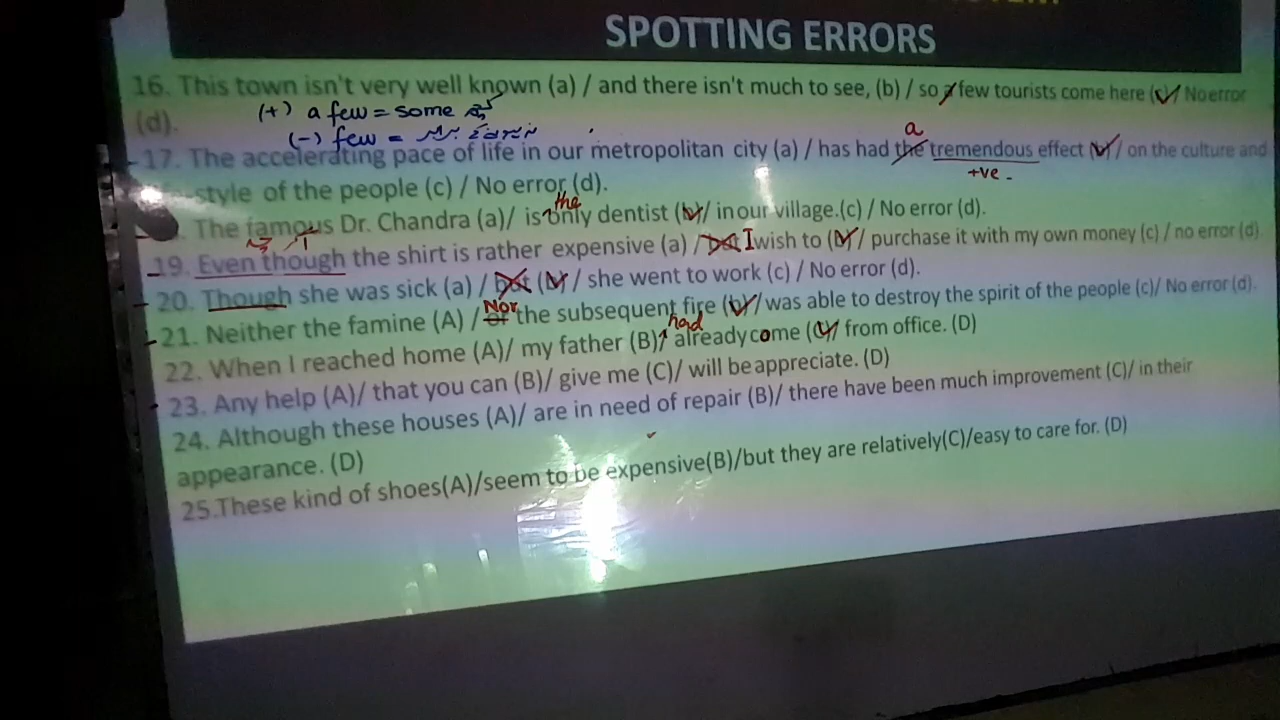 SPOTTING ERRORS
16. This town isn't very well known (a) / and there isn't much to see, (b) / so a few tourists come here (c)/ No error
(d).
(+) a few = some
(-) few =
a
17. The accelerating pace of life in our metropolitan city (a) / has had the tremendous effect (b)/ on the culture and
+ve -
style of the people (c) / No error (d).
the
The famous Dr. Chandra (a)/ is only dentist (b)/ in our village.(c) / No error (d).
19. Even though the shirt is rather expensive (a) / but I wish to (b)/ purchase it with my own money (c) / no error (d).
20. Though she was sick (a) / but (b)/ she went to work (c) / No error (d).
Nor
21. Neither the famine (A) / or the subsequent fire (b)/ was able to destroy the spirit of the people (c)/ No error (d).
had
22. When I reached home (A)/ my father (B)/ already come (C)/ from office. (D)
23. Any help (A)/ that you can (B)/ give me (C)/ will be appreciate. (D)
24. Although these houses (A)/ are in need of repair (B)/ there have been much improvement (C)/ in their
appearance. (D)
25.These kind of shoes(A)/seem to be expensive(B)/but they are relatively(C)/easy to care for. (D)